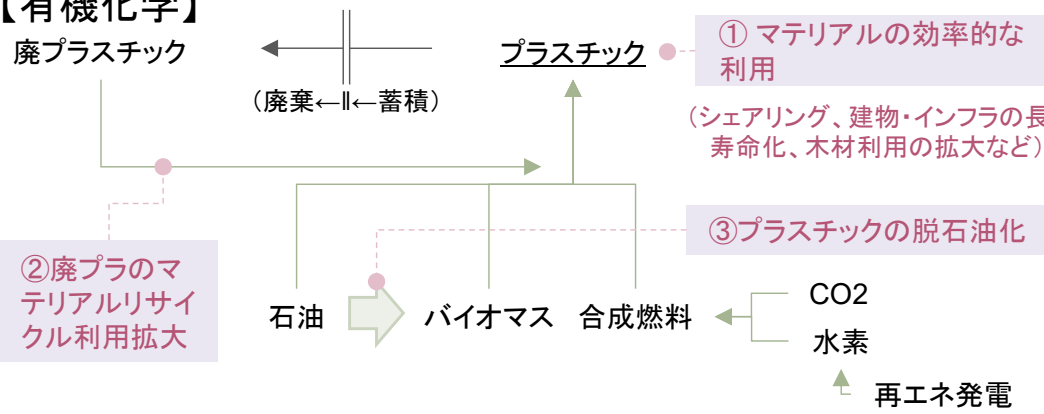 【有機化学】
廃プラスチック
プラスチック
① マテリアルの効率的な
利用
（廃棄←‖←蓄積）
（シェアリング、建物・インフラの長
寿命化、木材利用の拡大など）
③プラスチックの脱石油化
②廃プラのマ
テリアルリサイ
クル利用拡大
石油
バイオマス
合成燃料
CO2
水素
再エネ発電